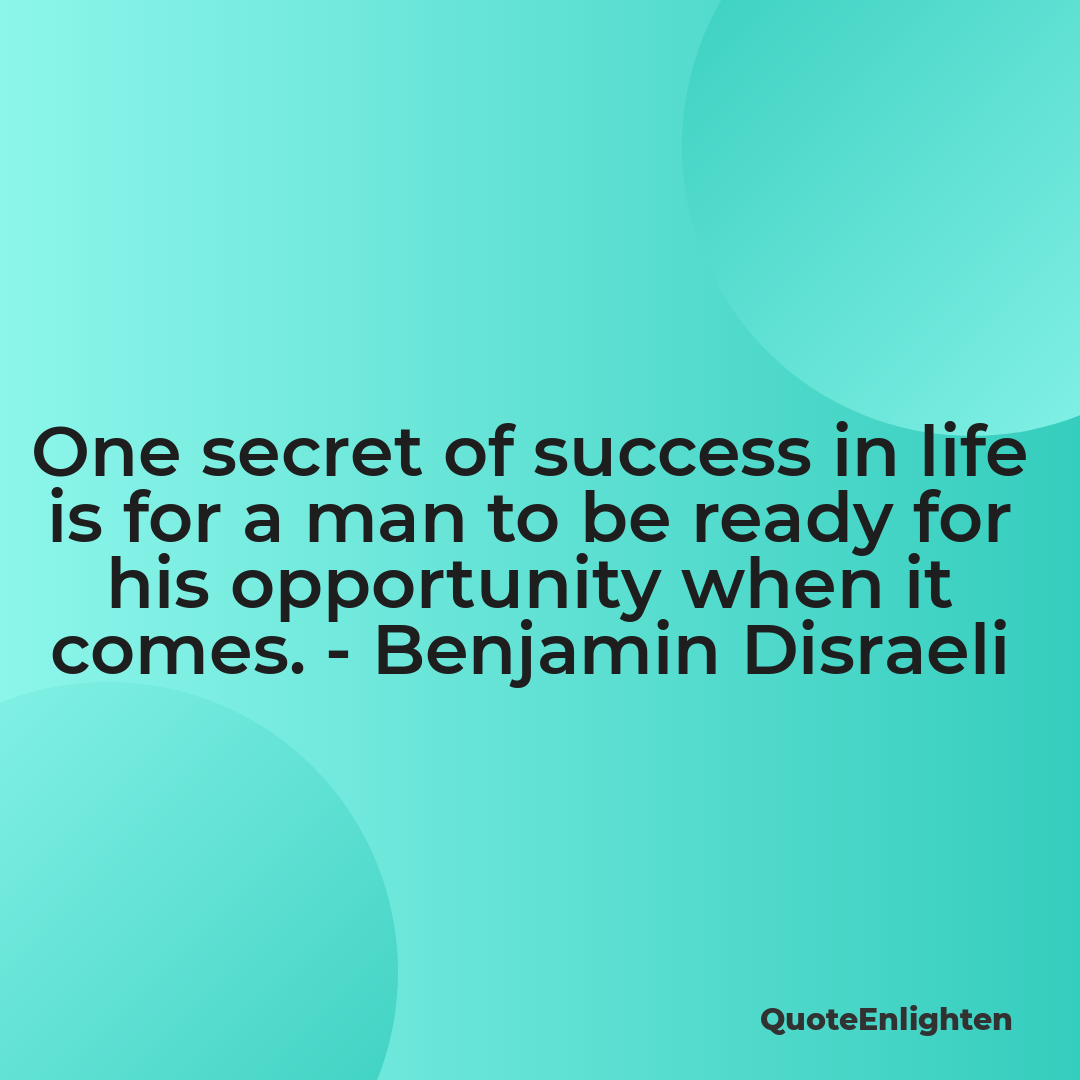 One secret of success in life
is for a man to be ready for
his opportunity when it
comes. - Benjamin Disraeli
QuoteEnlighten